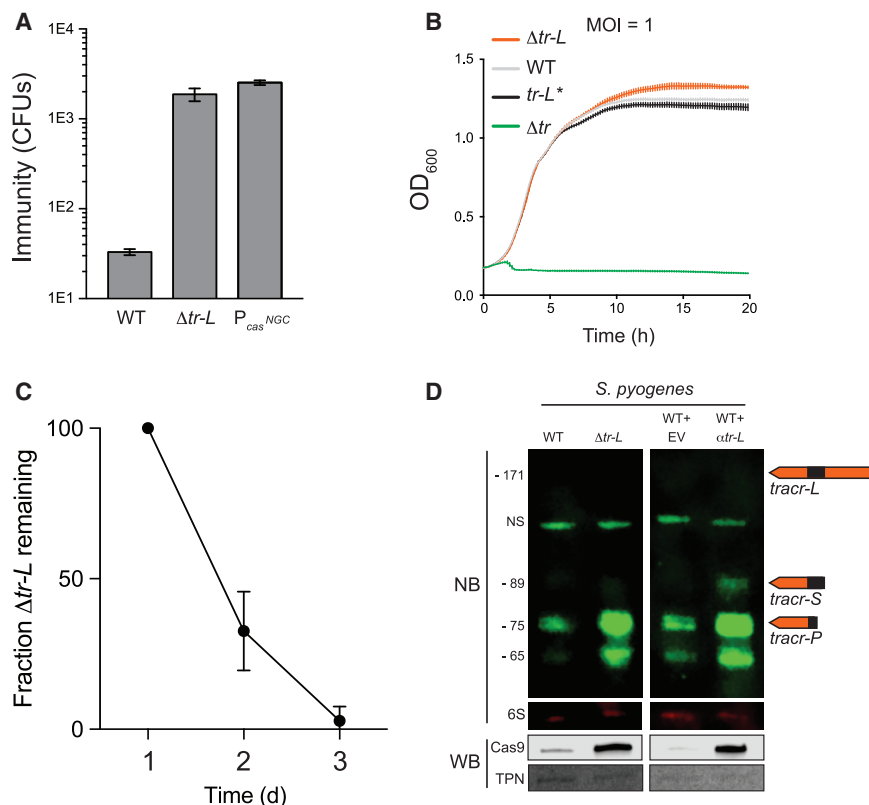 A
Immunity (CFUs)
1E4
1E3
1E2
1E1
WT
Δtr-L
PcasNGC
B
MOI = 1
Δtr-L
WT
tr-L*
Δtr
OD600
1.5
1.0
0.5
0.0
0
5
10
15
20
Time (h)
C
Fraction Δtr-L remaining
100
50
0
1
2
3
Time (d)
D
S. pyogenes
WT
Δtr-L
WT+
EV
WT+
αtr-L
NB
- 171
NS
- 89
- 75
- 65
6S
WB
Cas9
TPN
tracr-L
tracr-S
tracr-P